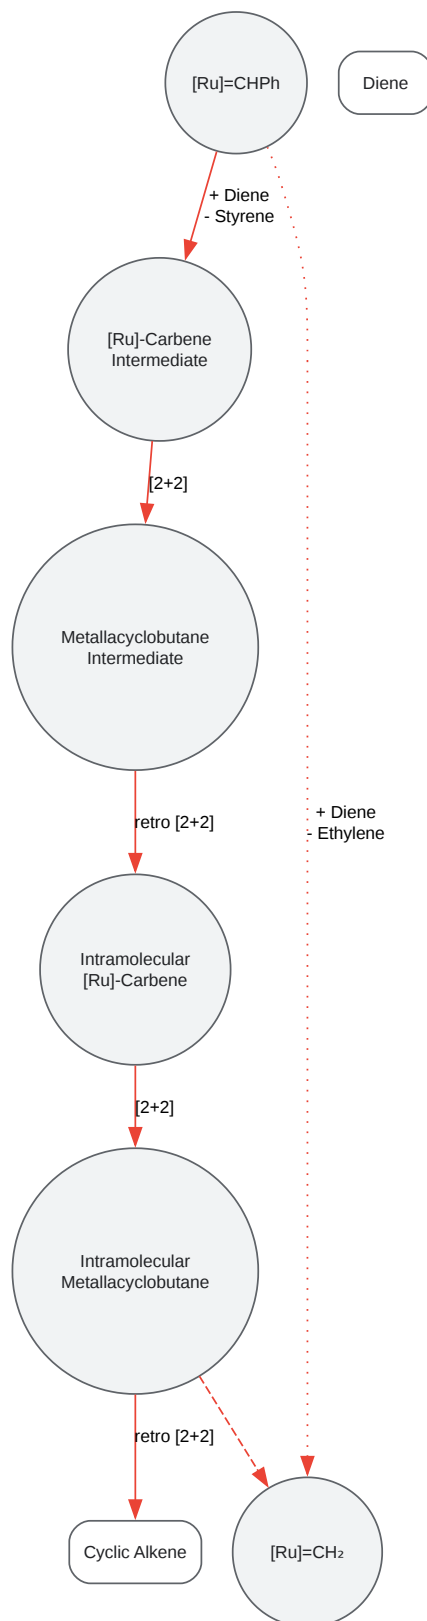 [Ru]=CHPh
Diene
+ Diene
- Styrene
[Ru]-Carbene
Intermediate
[2+2]
Metallacyclobutane
Intermediate
retro [2+2]
+ Diene
- Ethylene
Intramolecular
[Ru]-Carbene
[2+2]
Intramolecular
Metallacyclobutane
retro [2+2]
Cyclic Alkene
[Ru]=CH₂